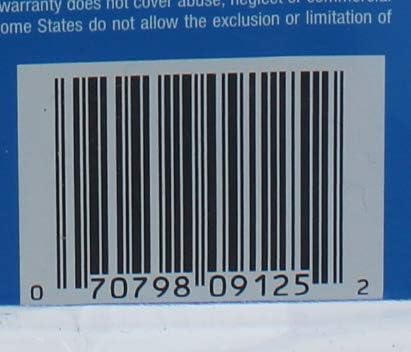 warranty does not cover abuse, neglect or commercial
ome States do not allow the exclusion or limitation of
0 70798 09125 2